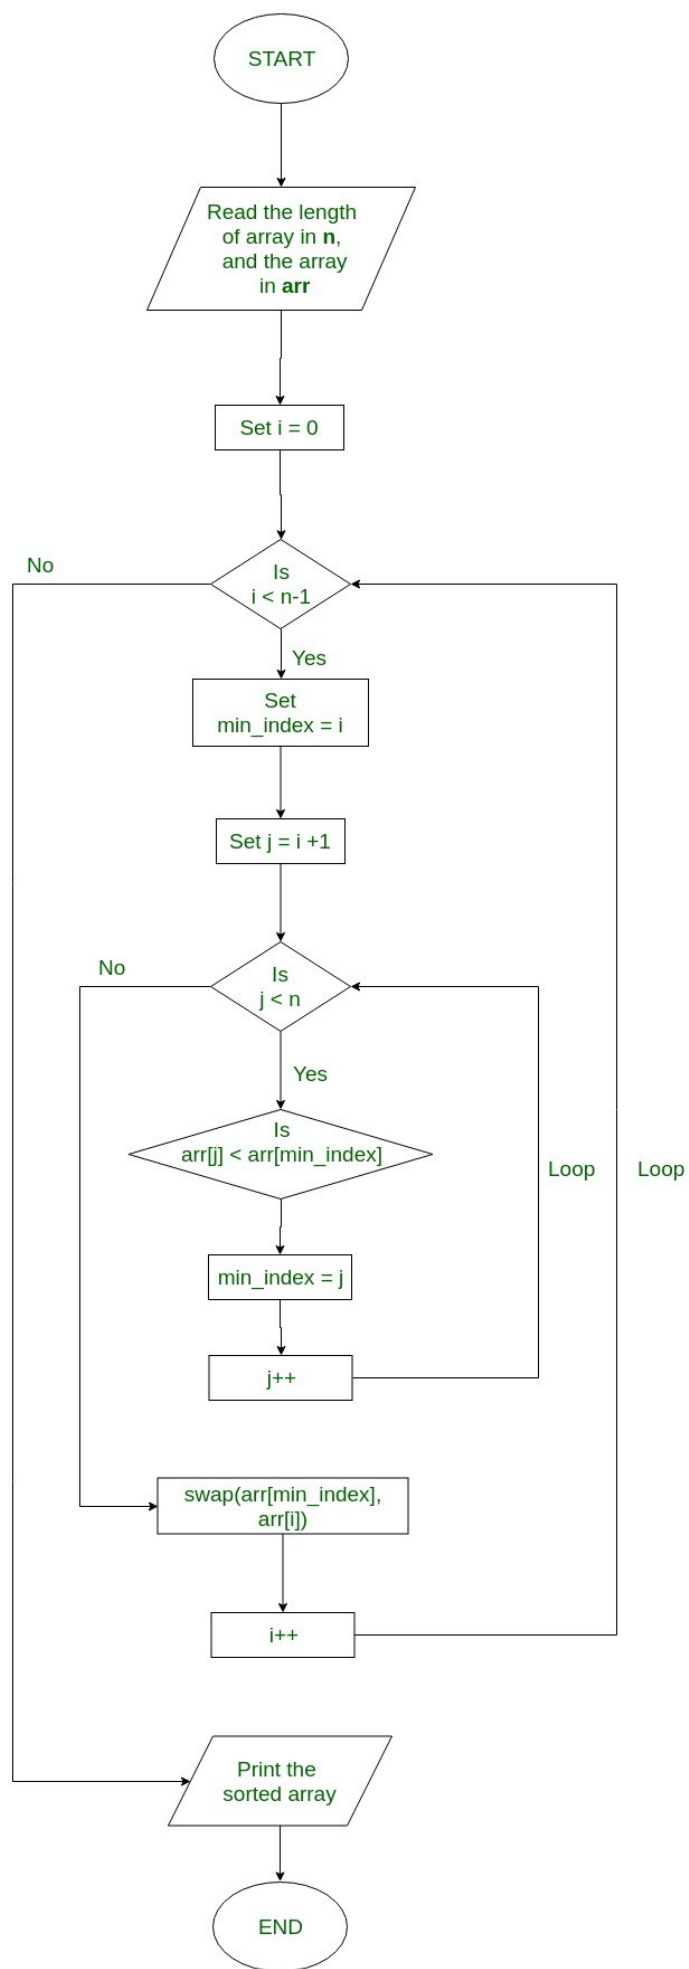 START
Read the length
of array in n,
and the array
in arr
Set i = 0
No
Is
i < n-1
Yes
Set
min_index = i
Set j = i +1
No
Is
j < n
Yes
Is
arr[j] < arr[min_index]
Loop
Loop
min_index = j
j++
swap(arr[min_index],
arr[i])
i++
Print the
sorted array
END